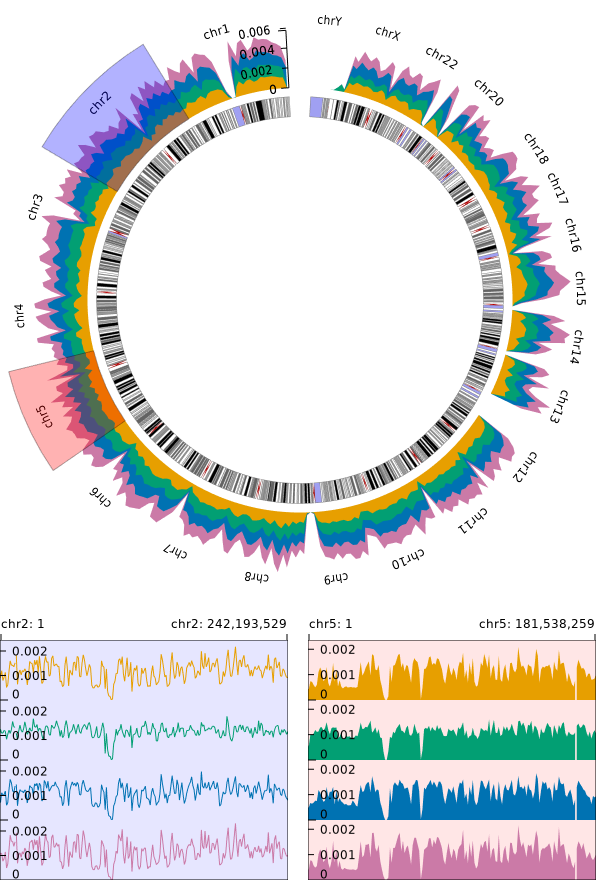 chrY
chr1
0.006
0.004
0.002
0
chrX
chr22
chr20
chr18
chr17
chr16
chr15
chr14
chr13
chr12
chr11
chr10
chr9
chr8
chr7
chr6
chr5
chr4
chr3
chr2
chr2: 1
chr2: 242,193,529
chr5: 1
chr5: 181,538,259
0.002
0.001
0
0.002
0.001
0
0.002
0.001
0
0.002
0.001
0
0.002
0.001
0
0.002
0.001
0
0.002
0.001
0
0.002
0.001
0